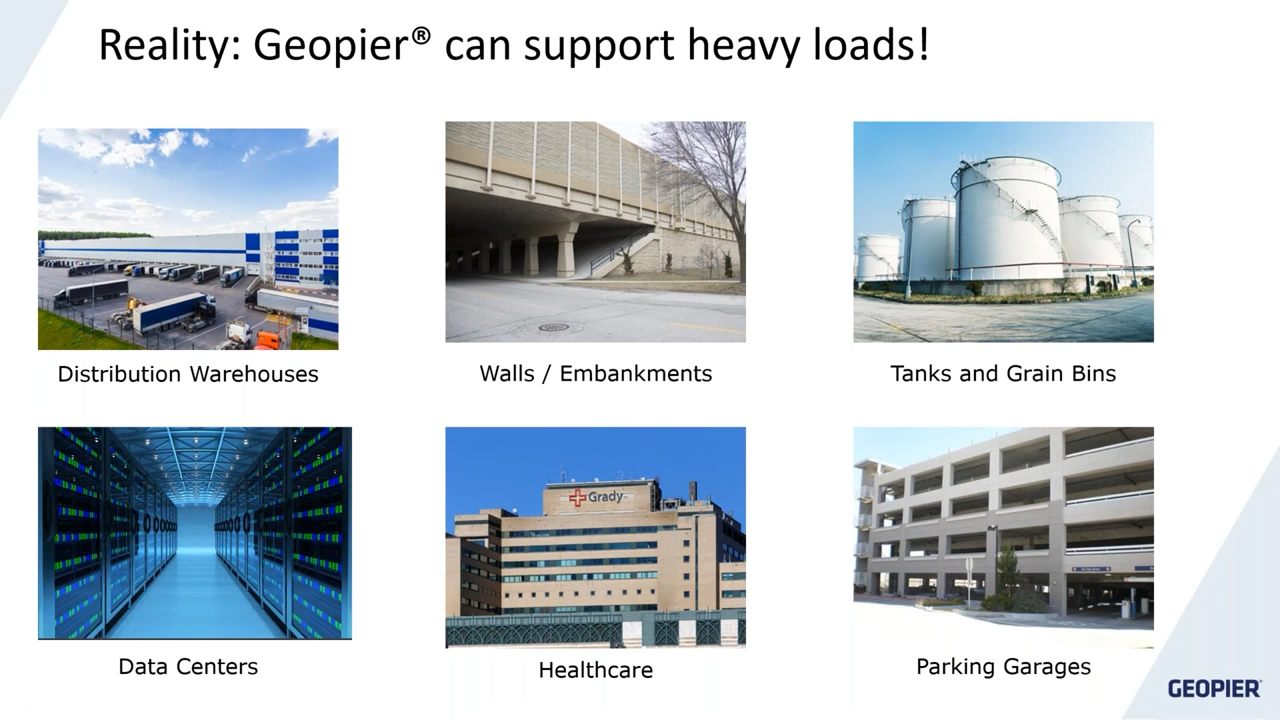 Reality: Geopier® can support heavy loads!
Distribution Warehouses
Walls / Embankments
Tanks and Grain Bins
Data Centers
Grady
Healthcare
Parking Garages
GEOPIER